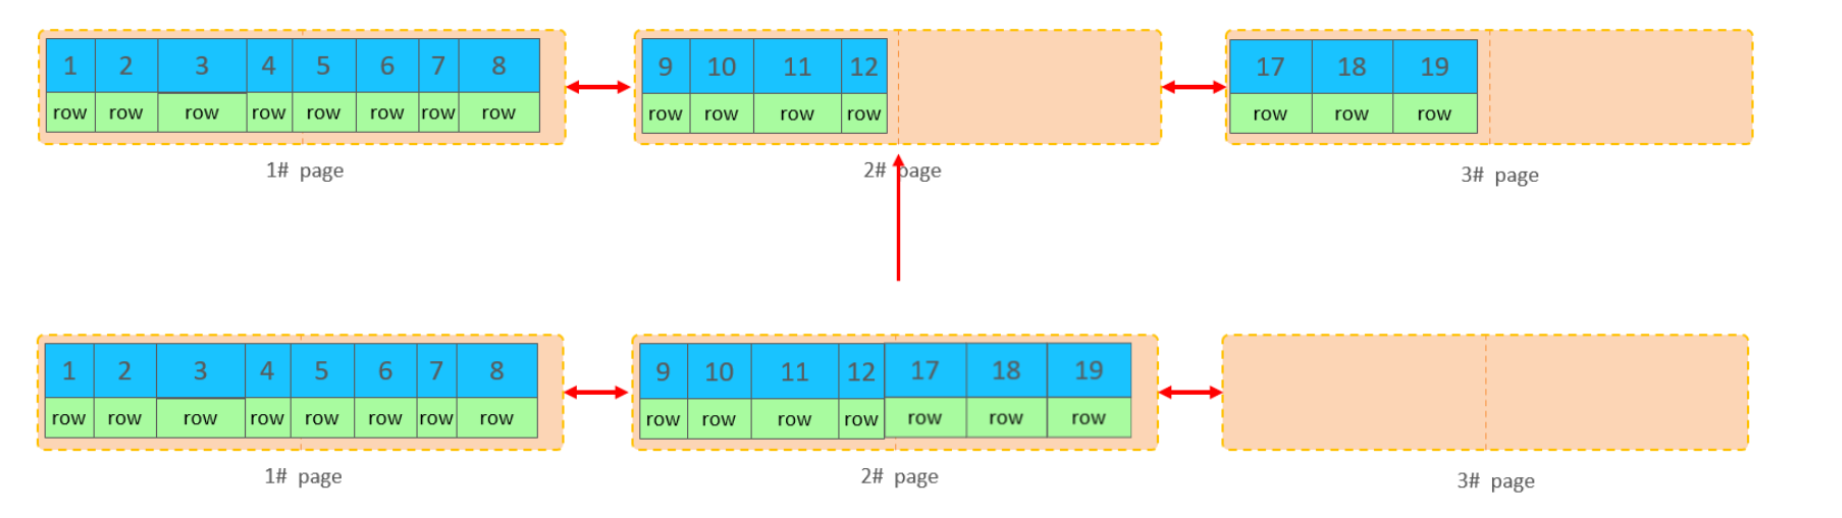 1 2 3 4 5 6 7 8
row row row row row row row row
1# page
9 10 11 12
row row row row
2# page
17 18 19
row row row
3# page
1 2 3 4 5 6 7 8
row row row row row row row row
1# page
9 10 11 12 17 18 19
row row row row row row row
2# page
3# page